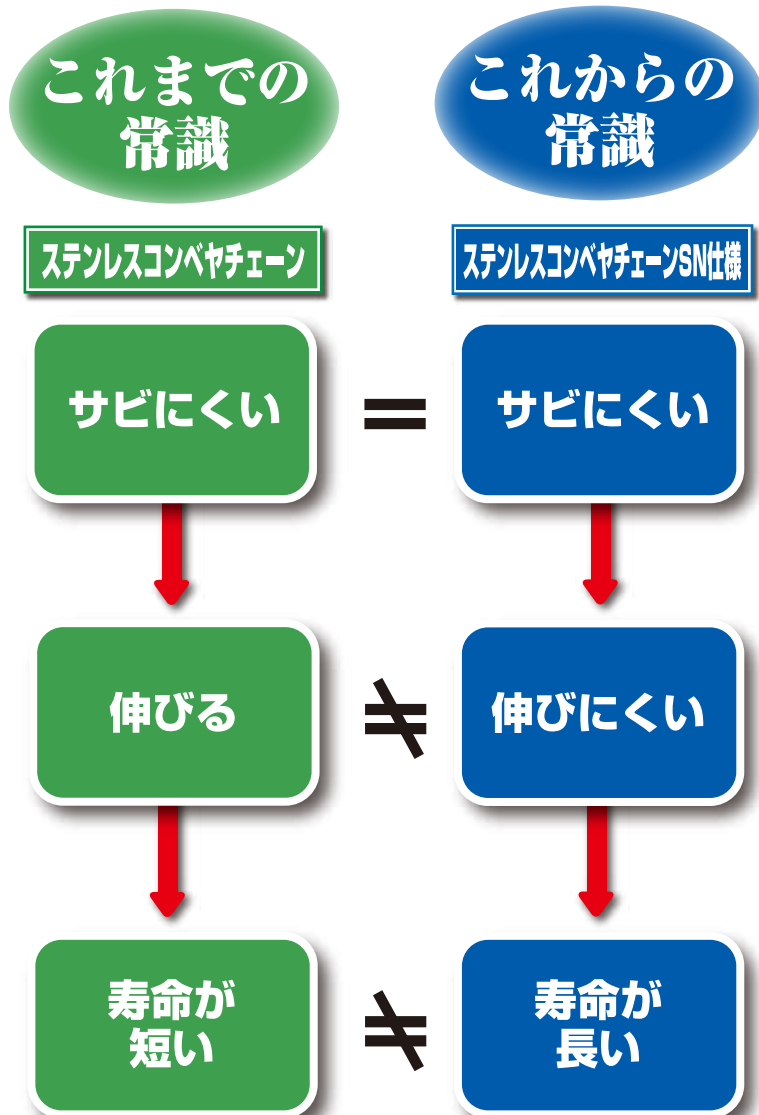 これまでの
常識
これからの
常識
ステンレスコンベヤチェーン
ステンレスコンベヤチェーンSN仕様
サビにくい
=
サビにくい
伸びる
≠
伸びにくい
寿命が
短い
≠
寿命が
長い